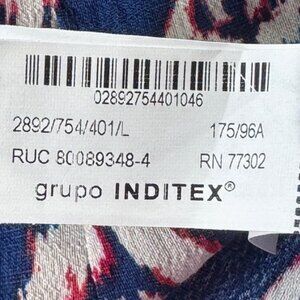 02892754401046
2892/754/401/L 175/96A
RUC 80089348-4 RN 77302
grupo INDITEX®